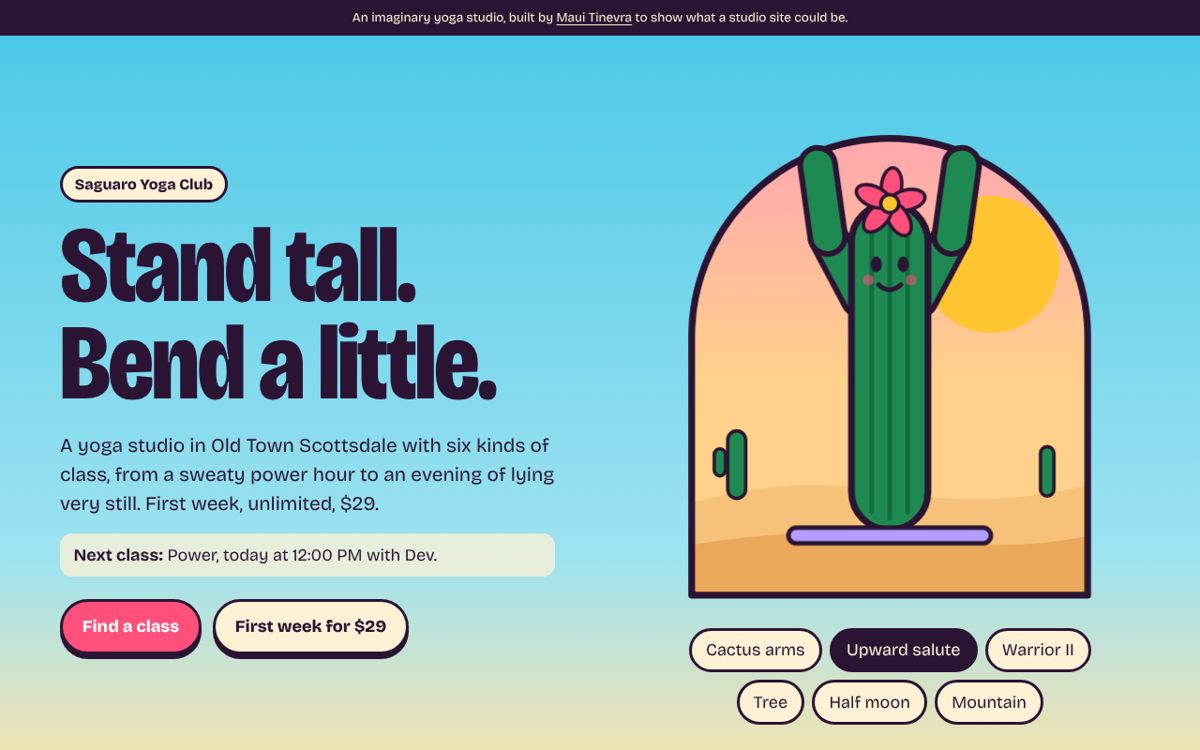 An imaginary yoga studio, built by Maui Tinevra to show what a studio site could be.
Saguaro Yoga Club
Stand tall.
Bend a little.
A yoga studio in Old Town Scottsdale with six kinds of
class, from a sweaty power hour to an evening of lying
very still. First week, unlimited, $29.
Next class: Power, today at 12:00 PM with Dev.
Find a class
First week for $29
Cactus arms
Upward salute
Warrior II
Tree
Half moon
Mountain